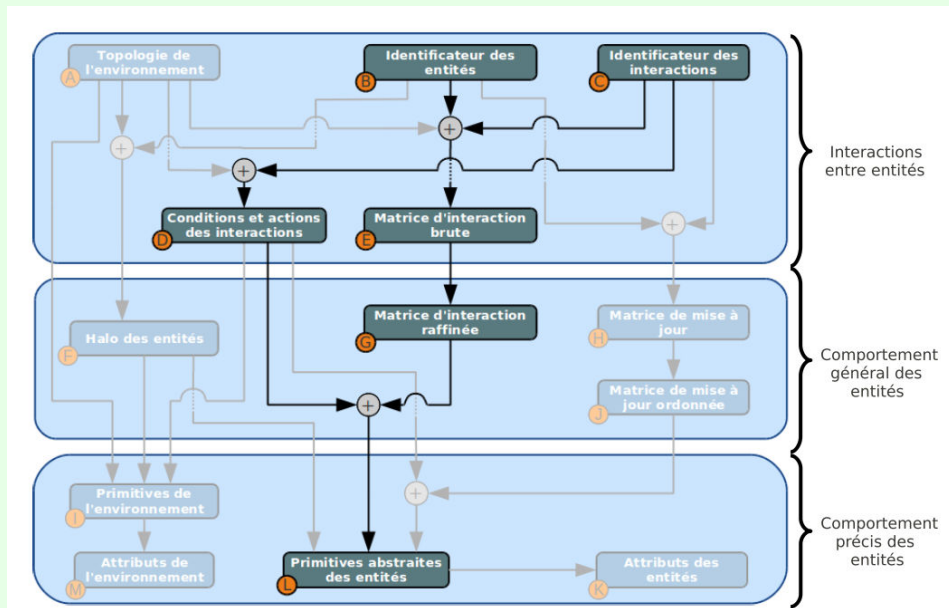 Topologie de
l'environnement
A
Identificateur des
entités
B
Identificateur des
interactions
C
+
+
+
+
Conditions et actions
des interactions
D
Matrice d'interaction
brute
E
Interactions
entre entités
Halo des entités
F
Matrice d'interaction
raffinée
G
Matrice de mise à
jour
H
Matrice de mise à
jour ordonnée
J
+
Comportement
général des
entités
Primitives de
l'environnement
I
+
Attributs de
l'environnement
M
Primitives abstraites
des entités
L
Attributs des
entités
K
Comportement
précis des
entités